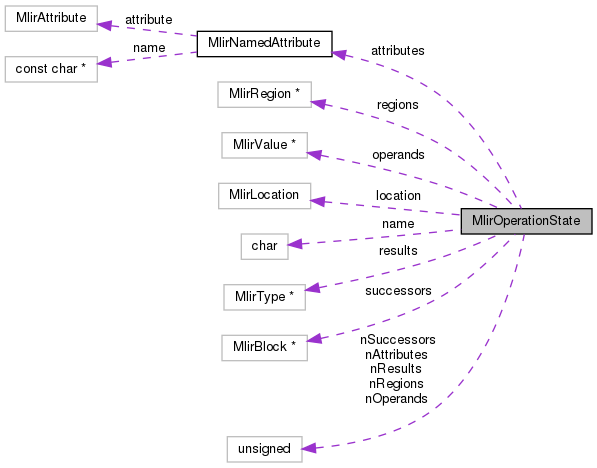 MlirAttribute
attribute
name
const char *
MlirNamedAttribute
attributes
MlirRegion *
regions
MlirValue *
operands
MlirLocation
location
MlirOperationState
name
char
results
MlirType *
successors
MlirBlock *
nSuccessors
nAttributes
nResults
nRegions
nOperands
unsigned